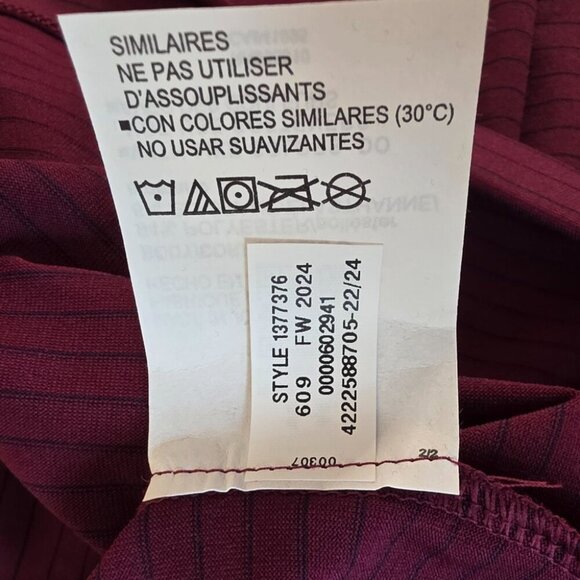 SIMILAIRES
NE PAS UTILISER
D'ASSOUPLISSANTS
■CON COLORES SIMILARES (30°C)
NO USAR SUAVIZANTES
STYLE 1377376
609 FW 2024
0000602941
4222588705-22/24
00307
2/2